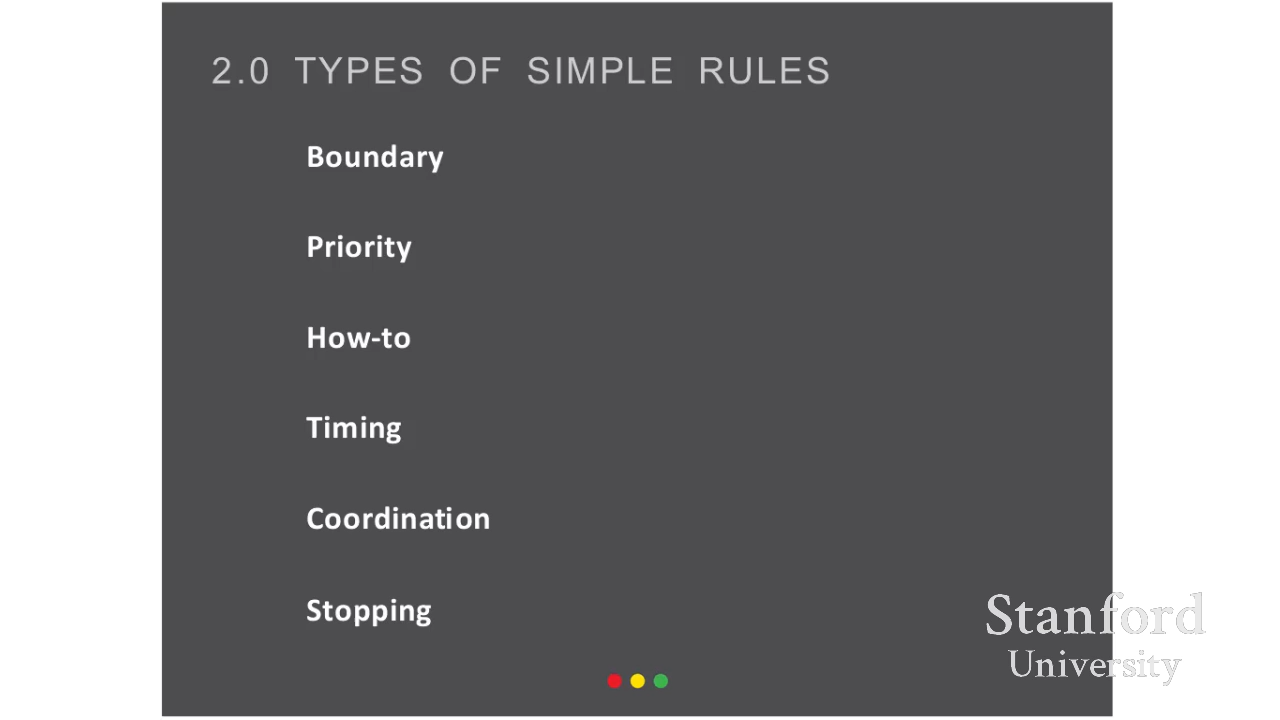 2.0 TYPES OF SIMPLE RULES
Boundary
Priority
How-to
Timing
Coordination
Stopping
Stanford
University